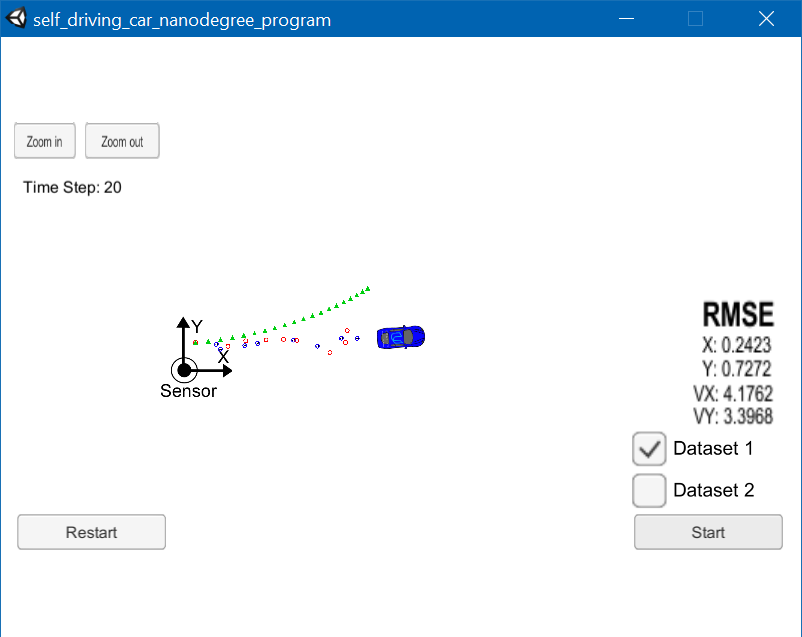 self_driving_car_nanodegree_program
Zoom in
Zoom out
Time Step: 20
Y
X
Sensor
RMSE
X: 0.2423
Y: 0.7272
VX: 4.1762
VY: 3.3968
Dataset 1
Dataset 2
Restart
Start